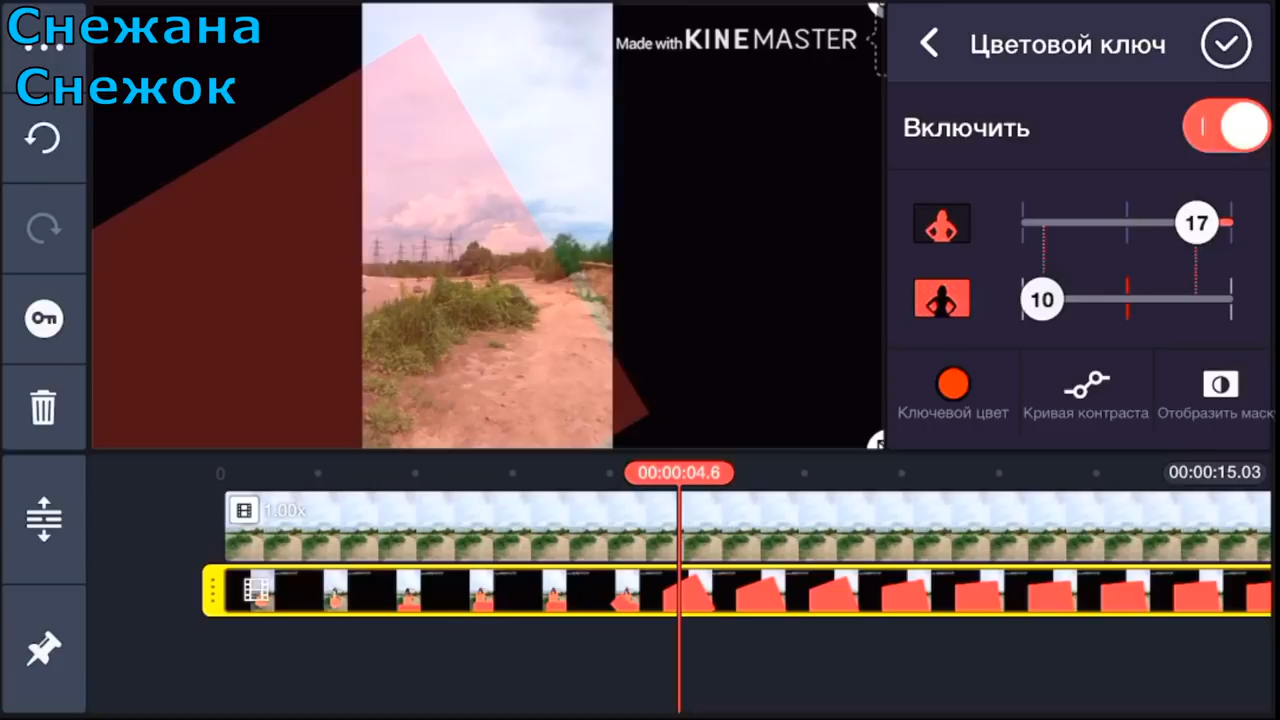 Снежана
Снежок
Made with KINEMASTER
Цветовой ключ
Включить
17
10
Ключевой цвет
Кривая контраста
Отобразить маск
0
00:00:04.6
00:00:15.03
1.00x